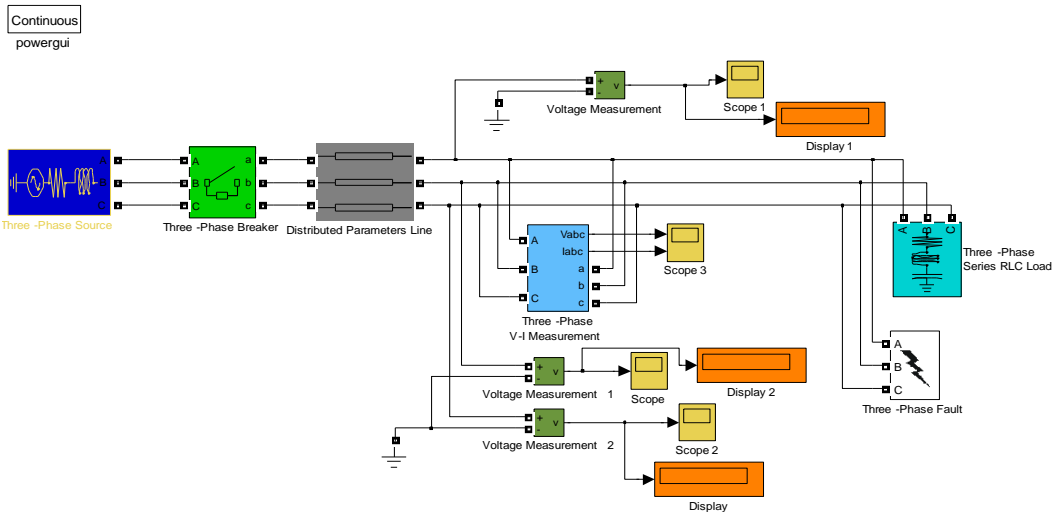 Continuous
powergui
Voltage Measurement
+
-
v
Scope 1
Display 1
A
B
C
Three -Phase Source
A
B
C
a
b
c
Three -Phase Breaker
Distributed Parameters Line
A
B
C
Vabc
Iabc
a
b
c
Three -Phase
V-I Measurement
Scope 3
A
B
C
Three -Phase
Series RLC Load
A
B
C
Three -Phase Fault
+
-
v
Voltage Measurement 1
Scope
Display 2
+
-
v
Voltage Measurement 2
Scope 2
Display